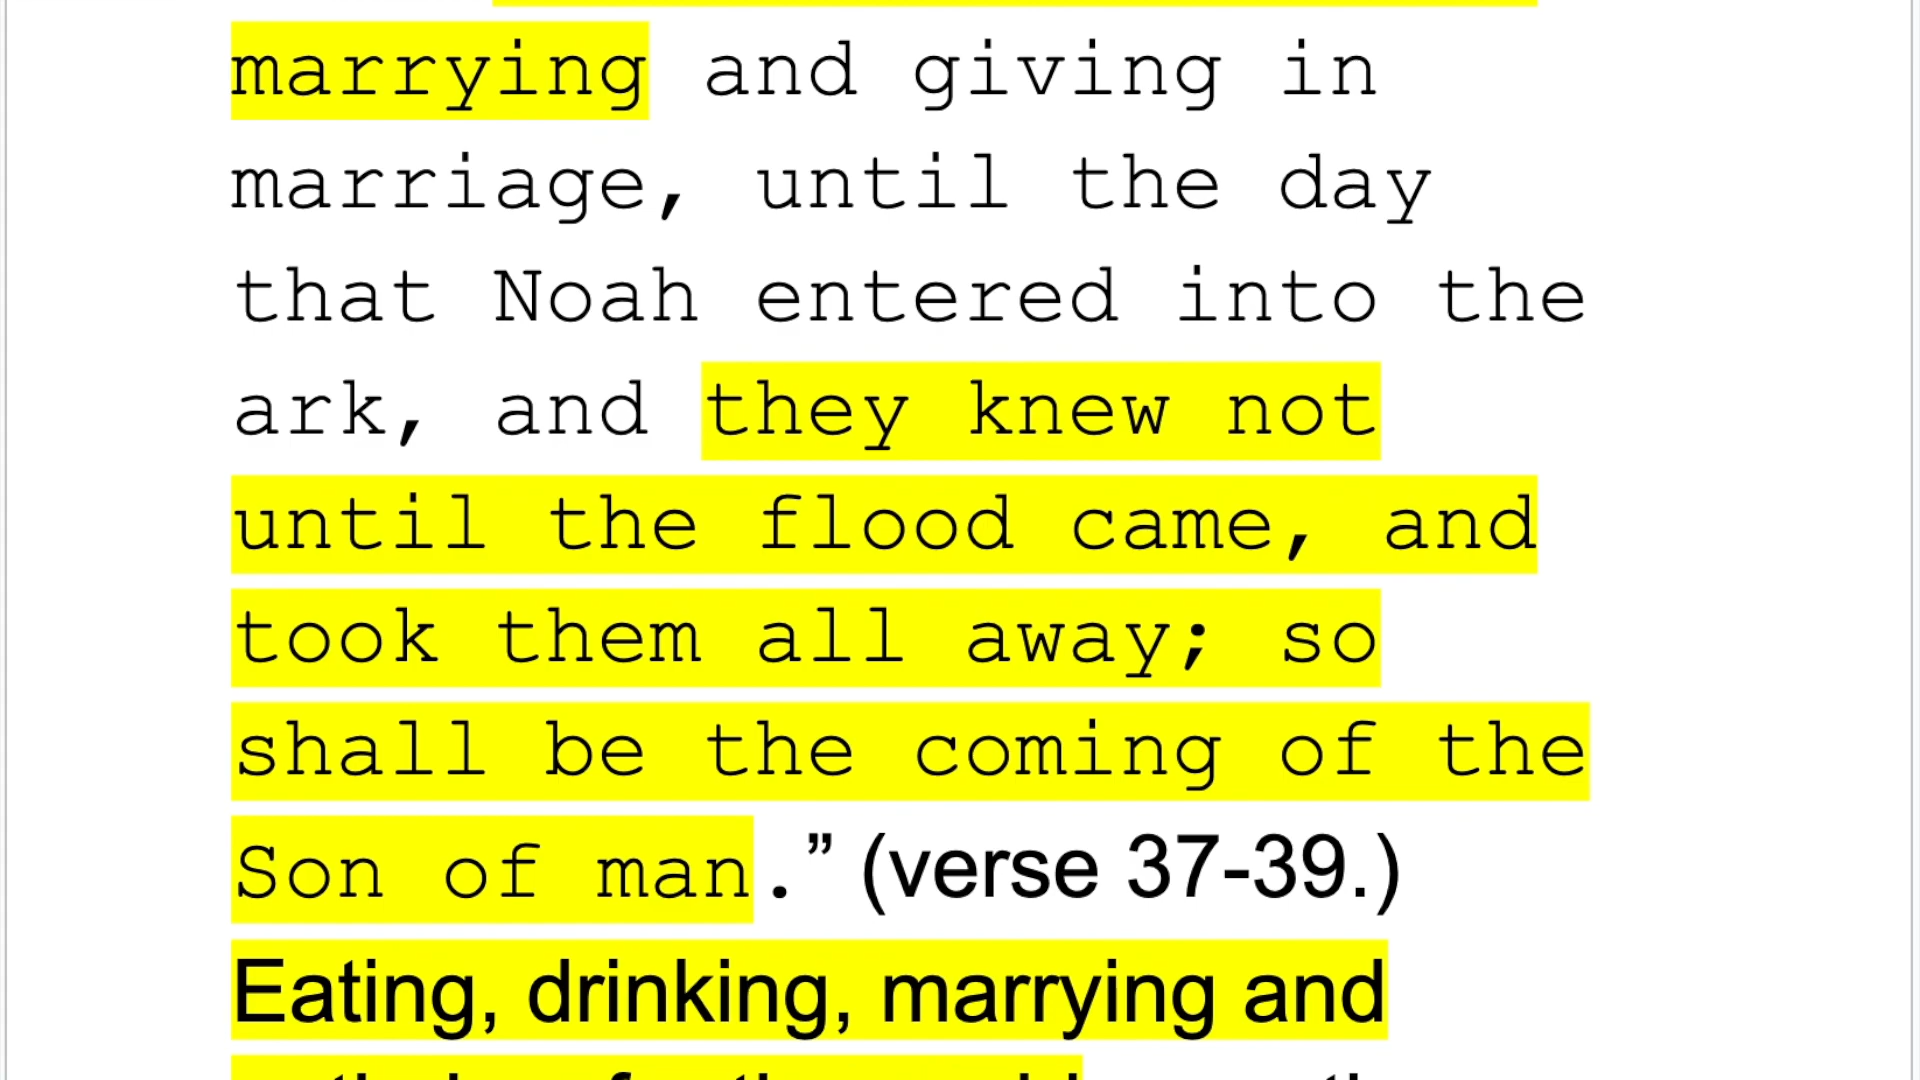 marrying and giving in
marriage, until the day
that Noah entered into the
ark, and they knew not
until the flood came, and
took them all away; so
shall be the coming of the
Son of man.” (verse 37-39.)
Eating, drinking, marrying and